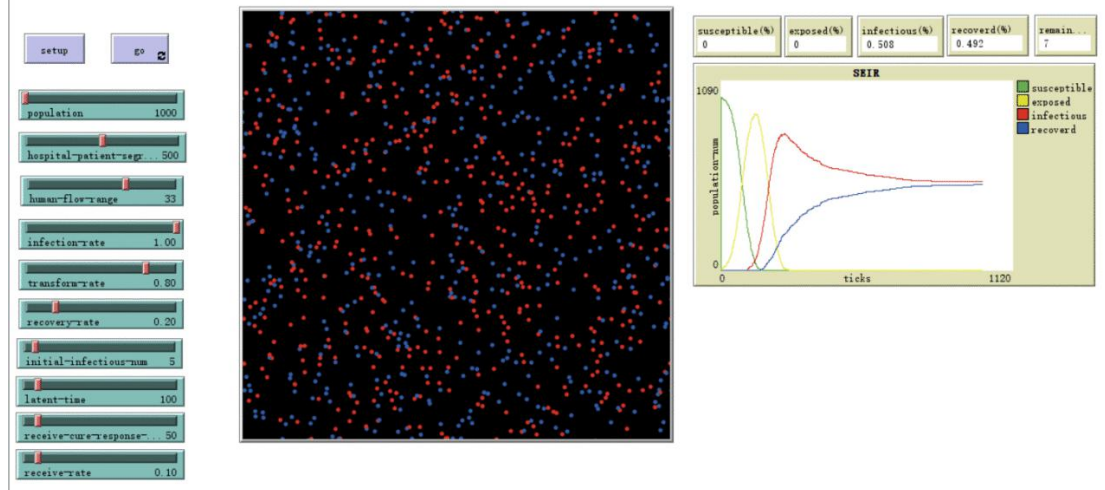 setup
go
population 1000
hospital-patient-segr... 500
human-flow-range 33
infection-rate 1.00
transform-rate 0.80
recovery-rate 0.20
initial-infectious-num 5
latent-time 100
receive-cure-response-... 50
receive-rate 0.10
susceptible(%)
0
exposed(%)
0
infectious(%)
0.508
recoverd(%)
0.492
remain...
7
SEIR
1090
population-num
0
0
ticks
1120
susceptible
exposed
infectious
recoverd